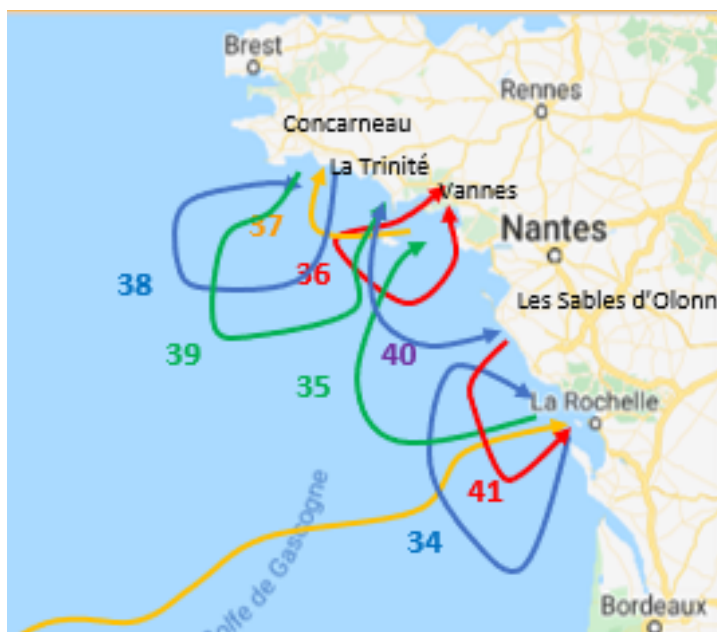 Brest
Rennes
Concarneau
La Trinité
Vannes
37
Nantes
36
38
Les Sables d'Olonn
39
40
35
La Rochelle
41
34
olfe de Gascogne
Bordeaux